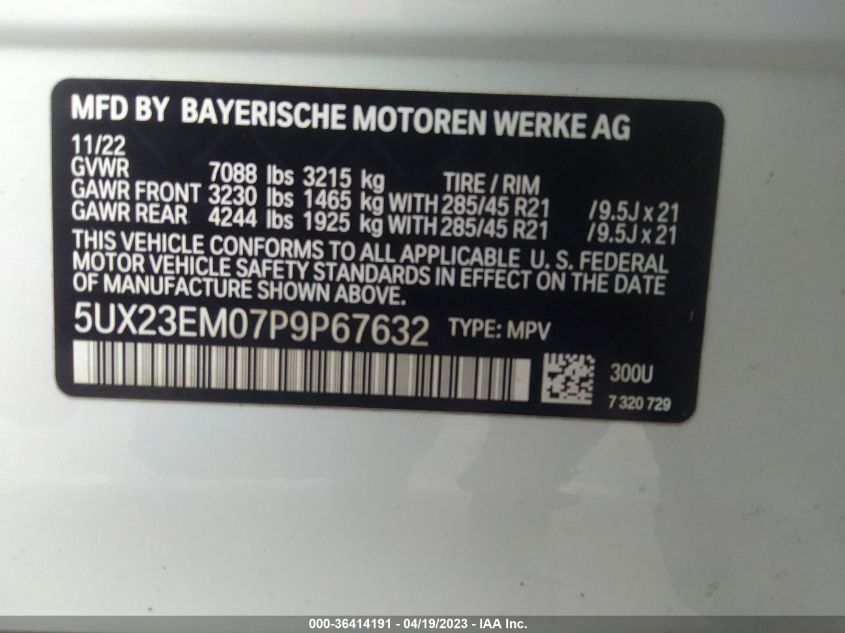 MFD BY BAYERISCHE MOTOREN WERKE AG
11/22
GVWR 7088 lbs 3215 kg TIRE / RIM
GAWR FRONT 3230 lbs 1465 kg WITH 285/45 R21 /9.5J x 21
GAWR REAR 4244 lbs 1925 kg WITH 285/45 R21 /9.5J x 21
THIS VEHICLE CONFORMS TO ALL APPLICABLE U. S. FEDERAL
MOTOR VEHICLE SAFETY STANDARDS IN EFFECT ON THE DATE
OF MANUFACTURE SHOWN ABOVE.
5UX23EM07P9P67632 TYPE: MPV
300U
7 320 729
000-36414191 - 04/19/2023 - IAA Inc.